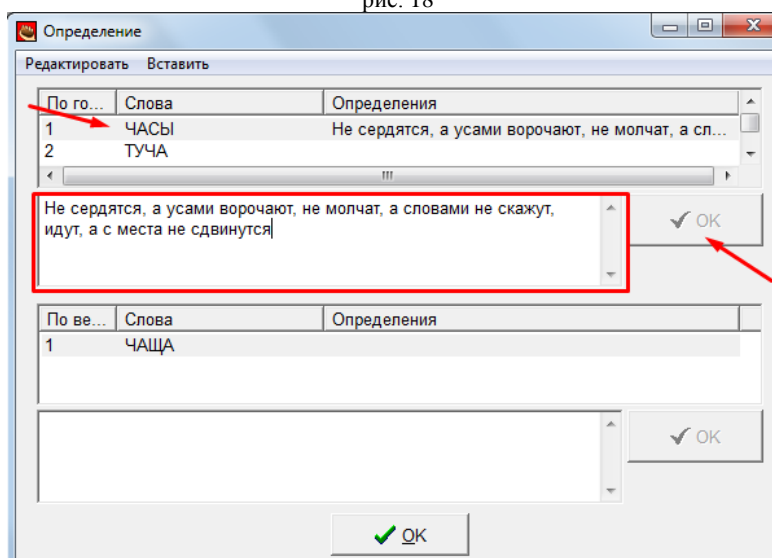 рис. 18
Определение
Редактировать Вставить
По го... Слова Определения
1 ЧАСЫ Не сердятся, а усами ворочают, не молчат, а сл...
2 ТУЧА
Не сердятся, а усами ворочают, не молчат, а словами не скажут,
идут, а с места не сдвинутся
OK
По ве... Слова Определения
1 ЧАЩА
OK
OK